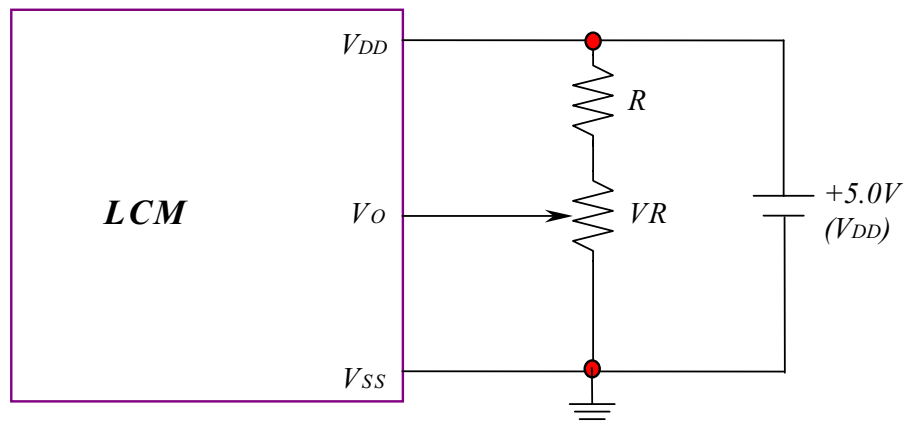 VDD
R
LCM
VO
VR
+5.0V
(VDD)
VSS